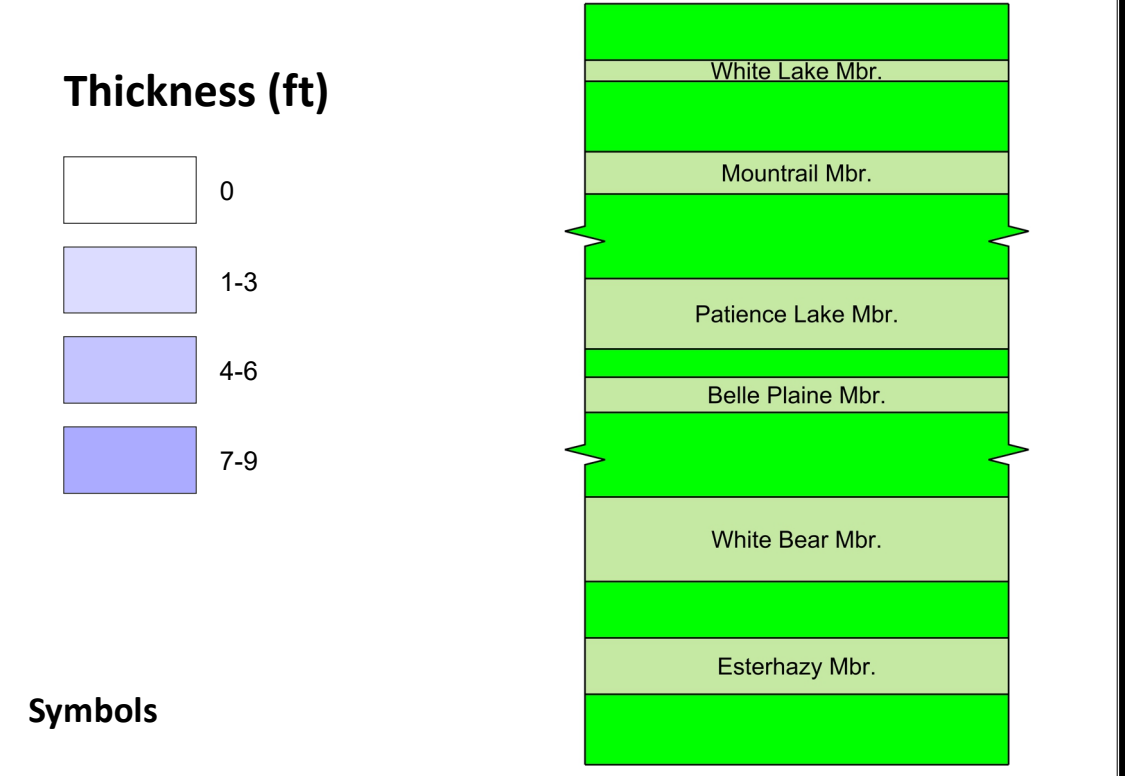 Thickness (ft)
0
1-3
4-6
7-9
Symbols
White Lake Mbr.
Mountrail Mbr.
Patience Lake Mbr.
Belle Plaine Mbr.
White Bear Mbr.
Esterhazy Mbr.